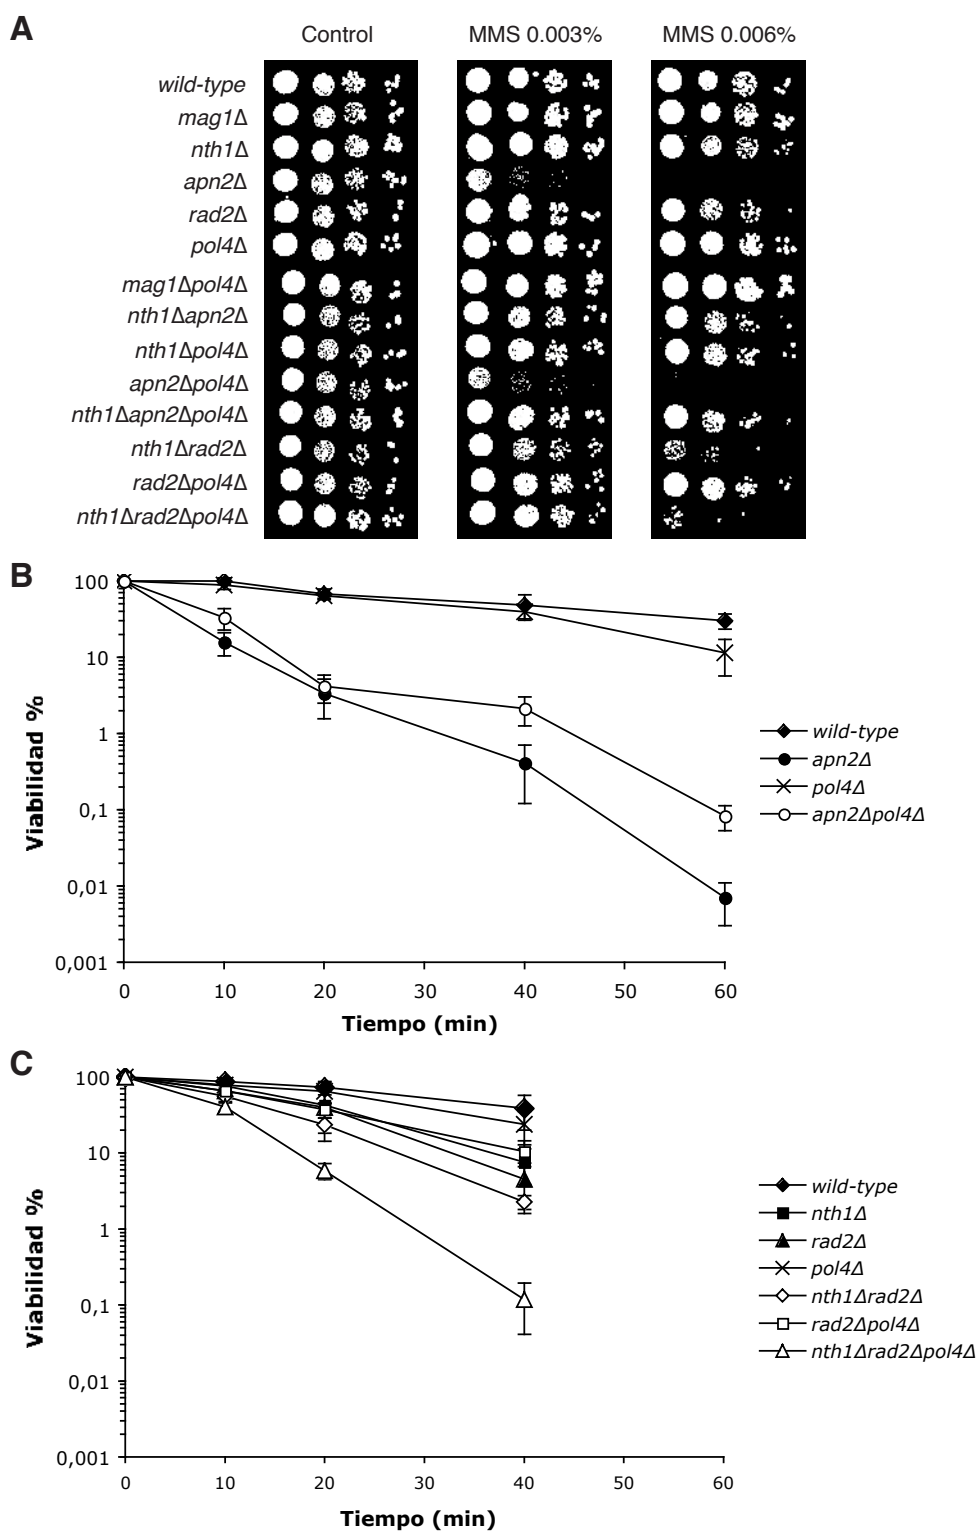 A
Control MMS 0.003% MMS 0.006%
wild-type
mag1Δ
nth1Δ
apn2Δ
rad2Δ
pol4Δ
mag1Δpol4Δ
nth1Δapn2Δ
nth1Δpol4Δ
apn2Δpol4Δ
nth1Δapn2Δpol4Δ
nth1Δrad2Δ
rad2Δpol4Δ
nth1Δrad2Δpol4Δ
B
Viabilidad %
100
10
1
0,1
0,01
0,001
0 10 20 30 40 50 60
Tiempo (min)
wild-type
apn2Δ
pol4Δ
apn2Δpol4Δ
C
Viabilidad %
100
10
1
0,1
0,01
0,001
0 10 20 30 40 50 60
Tiempo (min)
wild-type
nth1Δ
rad2Δ
pol4Δ
nth1Δrad2Δ
rad2Δpol4Δ
nth1Δrad2Δpol4Δ